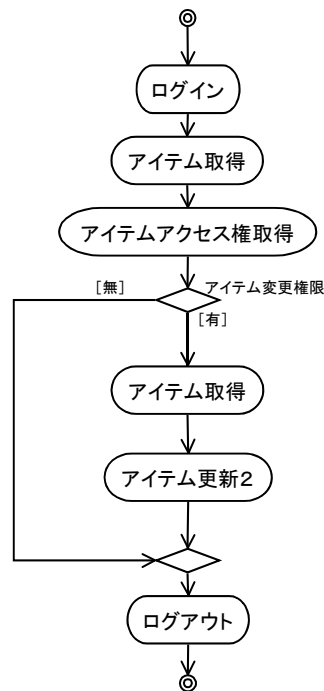 ログイン
アイテム取得
アイテムアクセス権取得
[無]
アイテム変更権限
[有]
アイテム取得
アイテム更新2
ログアウト